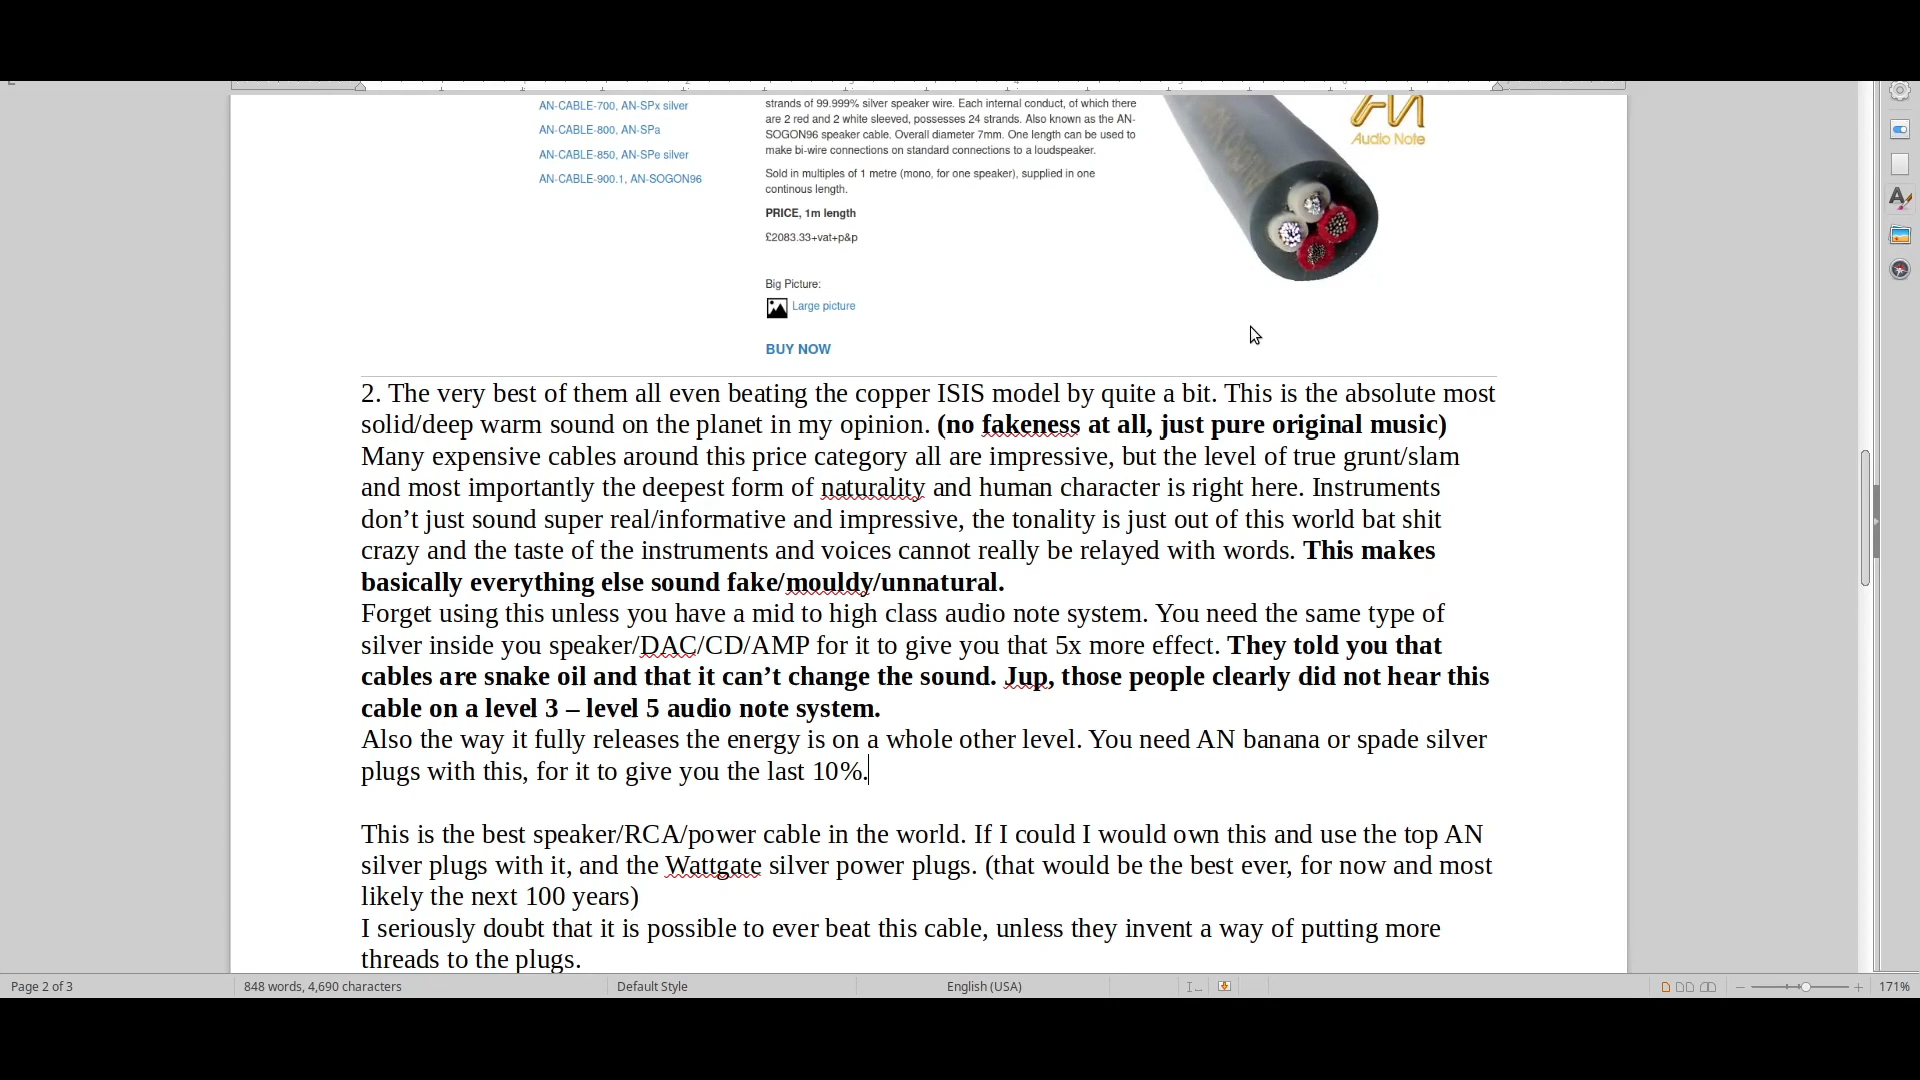 AN-CABLE-700, AN-SPx silver
AN-CABLE-800, AN-SPa
AN-CABLE-850, AN-SPe silver
AN-CABLE-900.1, AN-SOGON96
strands of 99.999% silver speaker wire. Each internal conduct, of which there
are 2 red and 2 white sleeved, possesses 24 strands. Also known as the AN-
SOGON96 speaker cable. Overall diameter 7mm. One length can be used to
make bi-wire connections on standard connections to a loudspeaker.
Sold in multiples of 1 metre (mono, for one speaker), supplied in one
continous length.
PRICE, 1m length
£2083.33+vat+p&p
Big Picture:
Large picture
BUY NOW
Audio Note
2. The very best of them all even beating the copper ISIS model by quite a bit. This is the absolute most
solid/deep warm sound on the planet in my opinion. (no fakeness at all, just pure original music)
Many expensive cables around this price category all are impressive, but the level of true grunt/slam
and most importantly the deepest form of naturality and human character is right here. Instruments
don’t just sound super real/informative and impressive, the tonality is just out of this world bat shit
crazy and the taste of the instruments and voices cannot really be relayed with words. This makes
basically everything else sound fake/mouldy/unnatural.
Forget using this unless you have a mid to high class audio note system. You need the same type of
silver inside you speaker/DAC/CD/AMP for it to give you that 5x more effect. They told you that
cables are snake oil and that it can’t change the sound. Jup, those people clearly did not hear this
cable on a level 3 – level 5 audio note system.
Also the way it fully releases the energy is on a whole other level. You need AN banana or spade silver
plugs with this, for it to give you the last 10%.
This is the best speaker/RCA/power cable in the world. If I could I would own this and use the top AN
silver plugs with it, and the Wattgate silver power plugs. (that would be the best ever, for now and most
likely the next 100 years)
I seriously doubt that it is possible to ever beat this cable, unless they invent a way of putting more
threads to the plugs.
Page 2 of 3
848 words, 4,690 characters
Default Style
English (USA)
171%